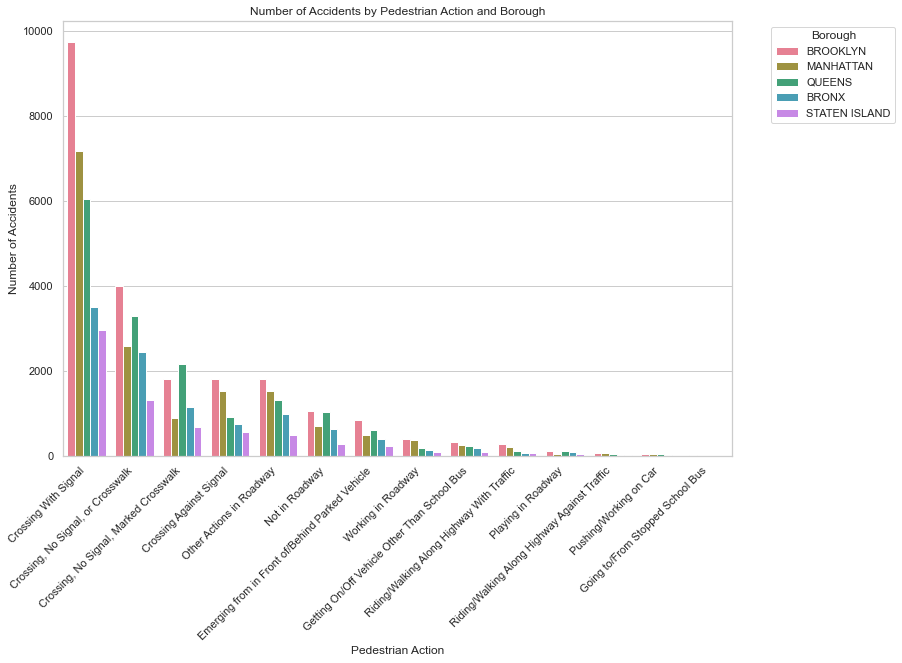 Number of Accidents by Pedestrian Action and Borough
Number of Accidents
10000
8000
6000
4000
2000
0
Crossing With Signal
Crossing, No Signal, or Crosswalk
Crossing, No Signal, Marked Crosswalk
Crossing Against Signal
Other Actions in Roadway
Not in Roadway
Emerging from in Front of/Behind Parked Vehicle
Working in Roadway
Getting On/Off Vehicle Other Than School Bus
Riding/Walking Along Highway With Traffic
Playing in Roadway
Riding/Walking Along Highway Against Traffic
Pushing/Working on Car
Going to/From Stopped School Bus
Pedestrian Action
Borough
BROOKLYN
MANHATTAN
QUEENS
BRONX
STATEN ISLAND